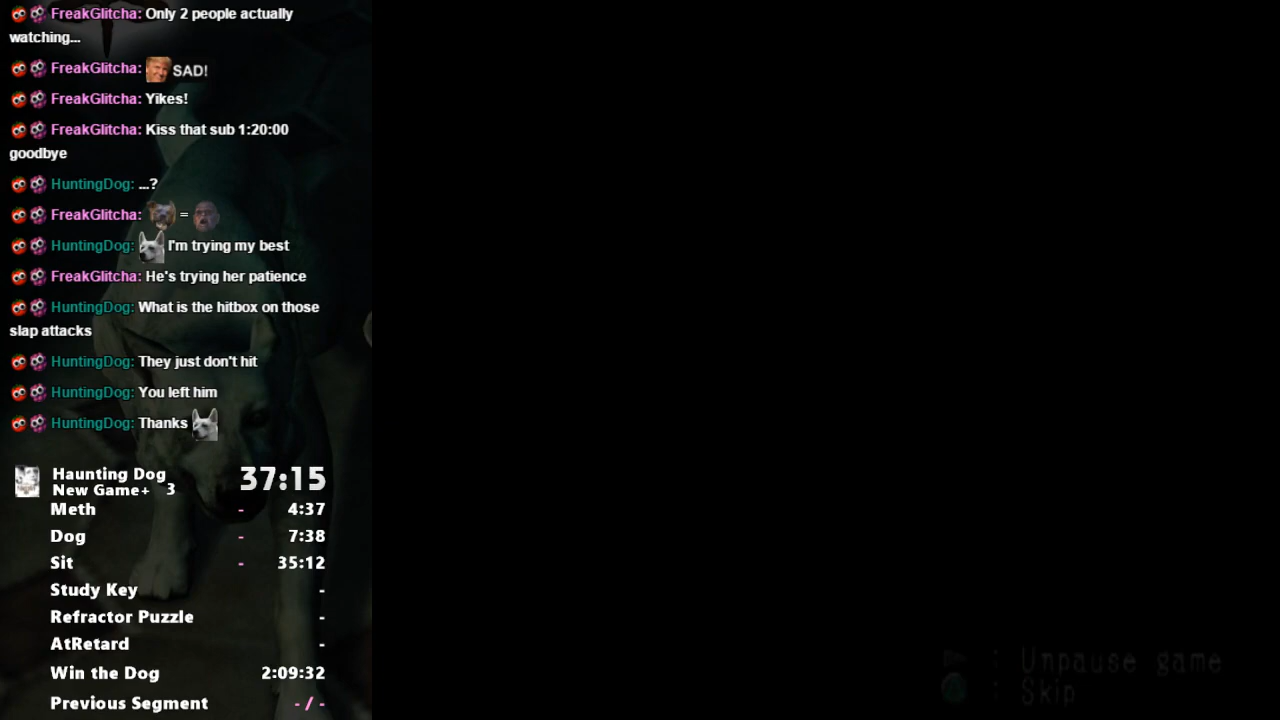 FreakGlitcha: Only 2 people actually
watching...
FreakGlitcha: SAD!
FreakGlitcha: Yikes!
FreakGlitcha: Kiss that sub 1:20:00
goodbye
HuntingDog: ...?
FreakGlitcha: =
HuntingDog: I'm trying my best
FreakGlitcha: He's trying her patience
HuntingDog: What is the hitbox on those
slap attacks
HuntingDog: They just don't hit
HuntingDog: You left him
HuntingDog: Thanks
Haunting Dog
New Game+ 3
37:15
Meth - 4:37
Dog - 7:38
Sit - 35:12
Study Key -
Refractor Puzzle -
AtRetard -
Win the Dog 2:09:32
Previous Segment - / -
: Unpause game
: Skip